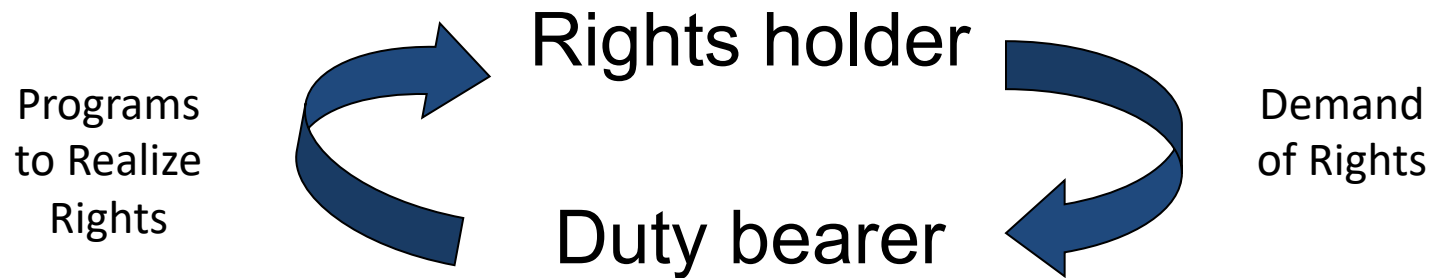 Rights holder
Programs
to Realize
Rights
Demand
of Rights
Duty bearer